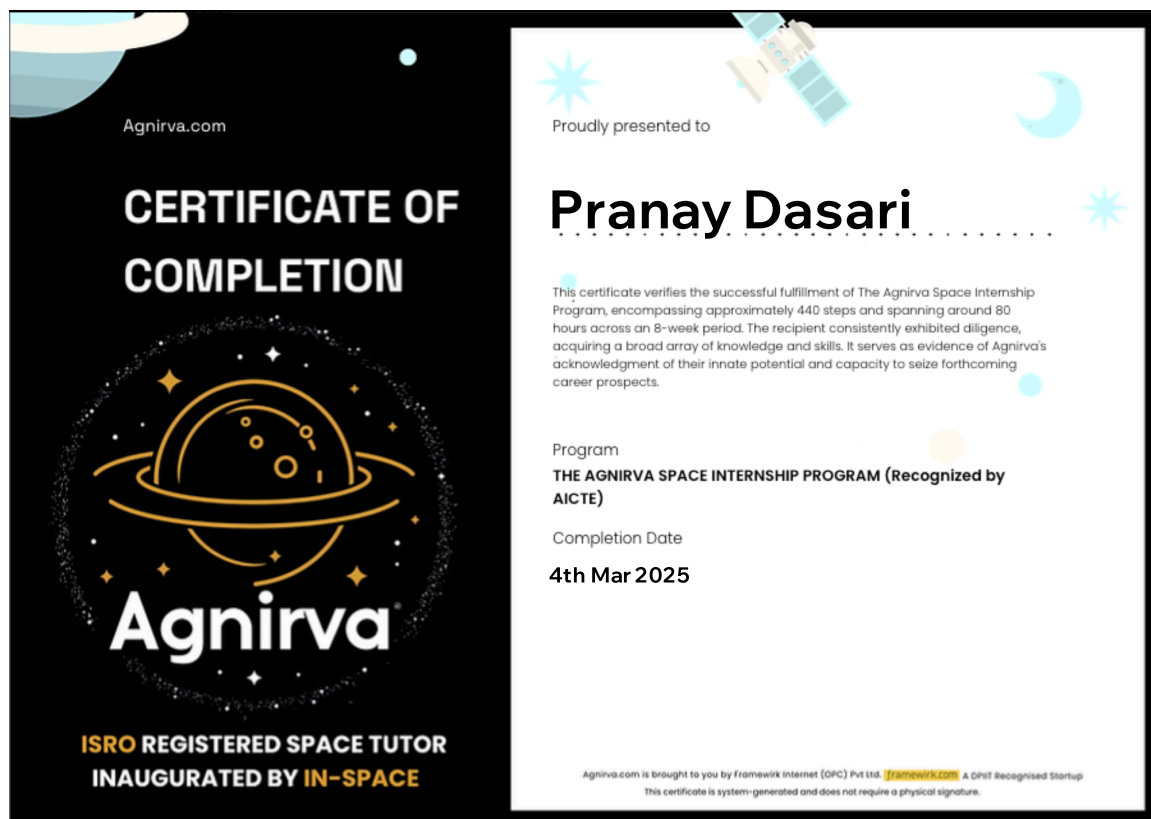 Agnirva.com
CERTIFICATE OF
COMPLETION
Agnirva®
ISRO REGISTERED SPACE TUTOR
INAUGURATED BY IN-SPACE
Proudly presented to
Pranay Dasari
This certificate verifies the successful fulfillment of The Agnirva Space Internship
Program, encompassing approximately 440 steps and spanning around 80
hours across an 8-week period. The recipient consistently exhibited diligence,
acquiring a broad array of knowledge and skills. It serves as evidence of Agnirva's
acknowledgment of their innate potential and capacity to seize forthcoming
career prospects.
Program
THE AGNIRVA SPACE INTERNSHIP PROGRAM (Recognized by
AICTE)
Completion Date
4th Mar 2025
Agnirva.com is brought to you by Framewirk Internet (OPC) Pvt Ltd. framewirk.com A DPIIT Recognised Startup
This certificate is system-generated and does not require a physical signature.